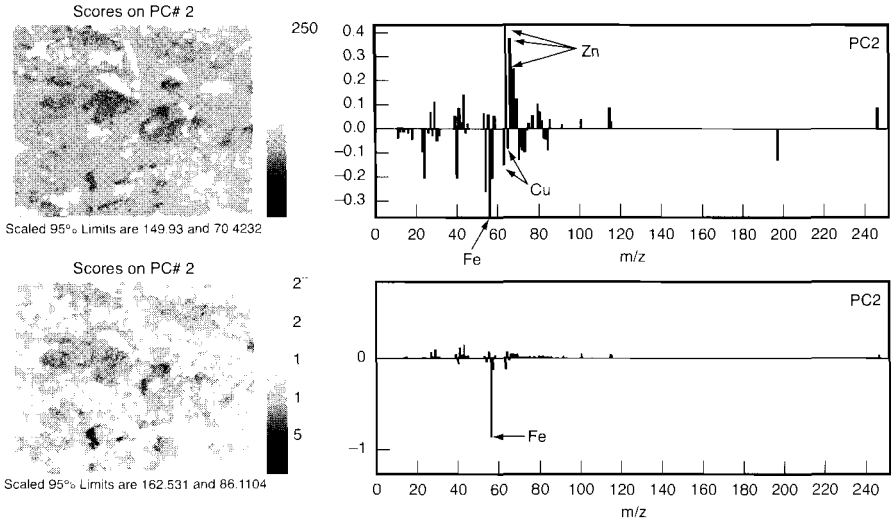 Scores on PC# 2
250
Scaled 95% Limits are 149.93 and 70 4232
0.4
0.3
0.2
0.1
0.0
−0.1
−0.2
−0.3
PC2
Zn
Cu
Fe
0 20 40 60 80 100 120 140 160 180 200 220 240
m/z
Scores on PC# 2
2
2
1
1
5
Scaled 95% Limits are 162.531 and 86.1104
0
−1
PC2
Fe
0 20 40 60 80 100 120 140 160 180 200 220 240
m/z